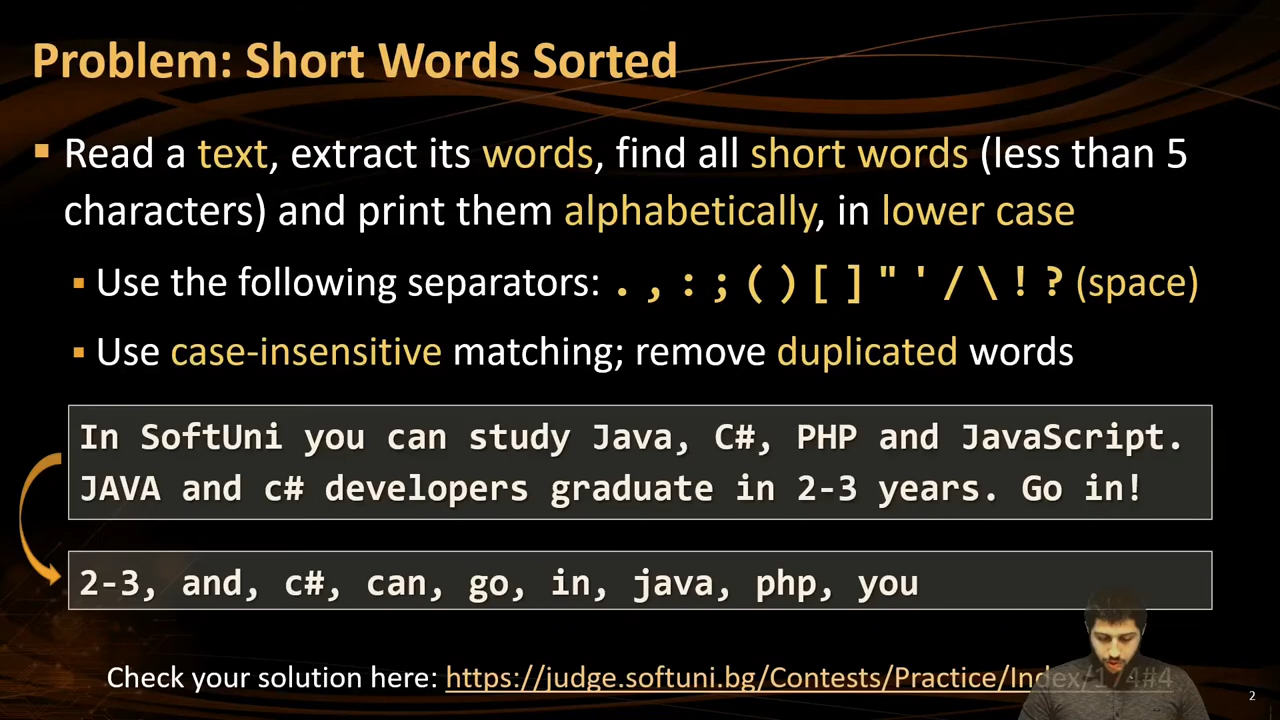 Problem: Short Words Sorted
Read a text, extract its words, find all short words (less than 5
characters) and print them alphabetically, in lower case
Use the following separators: . , : ; ( ) [ ] " ' / \ ! ? (space)
Use case-insensitive matching; remove duplicated words
In SoftUni you can study Java, C#, PHP and JavaScript.
JAVA and c# developers graduate in 2-3 years. Go in!
2-3, and, c#, can, go, in, java, php, you
Check your solution here: https://judge.softuni.bg/Contests/Practice/Index/174#4
2